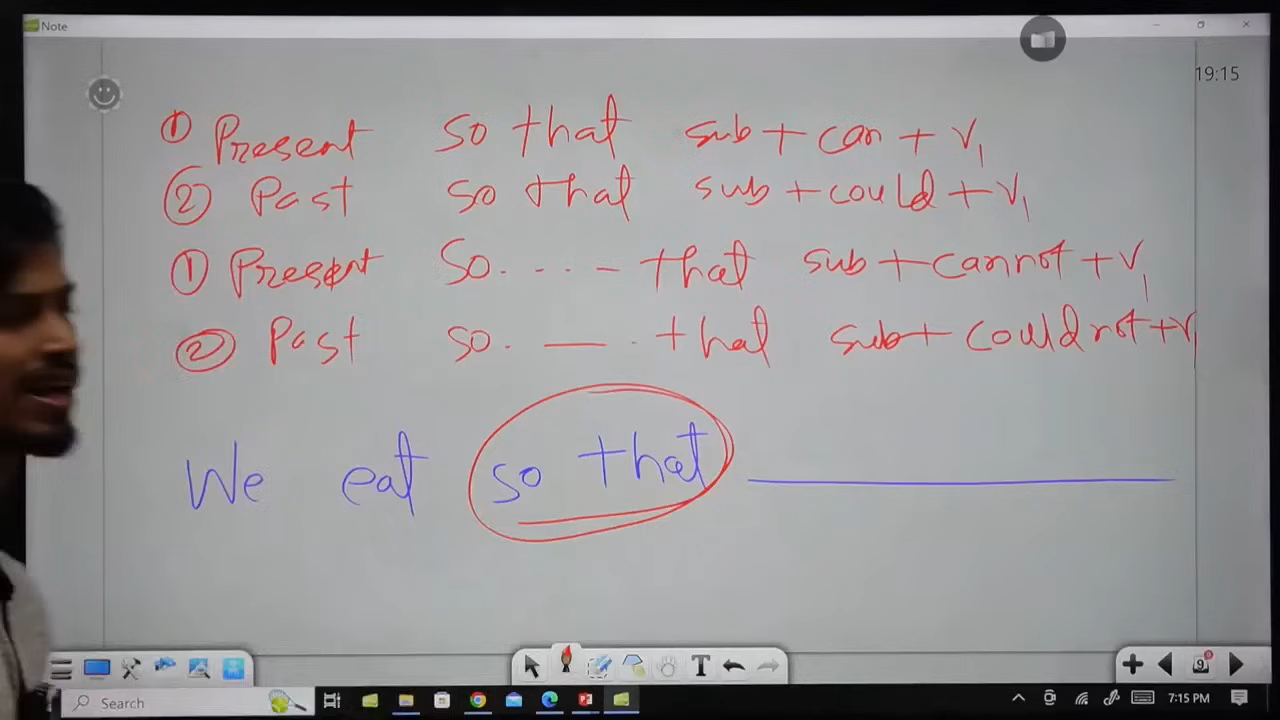 Note
19:15
① Present so that sub + can + V1
② Past so that sub + could + V1
① Present So. - - - that sub + cannot + V1
② Past so. — . that sub + could not + V1
We eat so that ____________
T 9
Search 7:15 PM